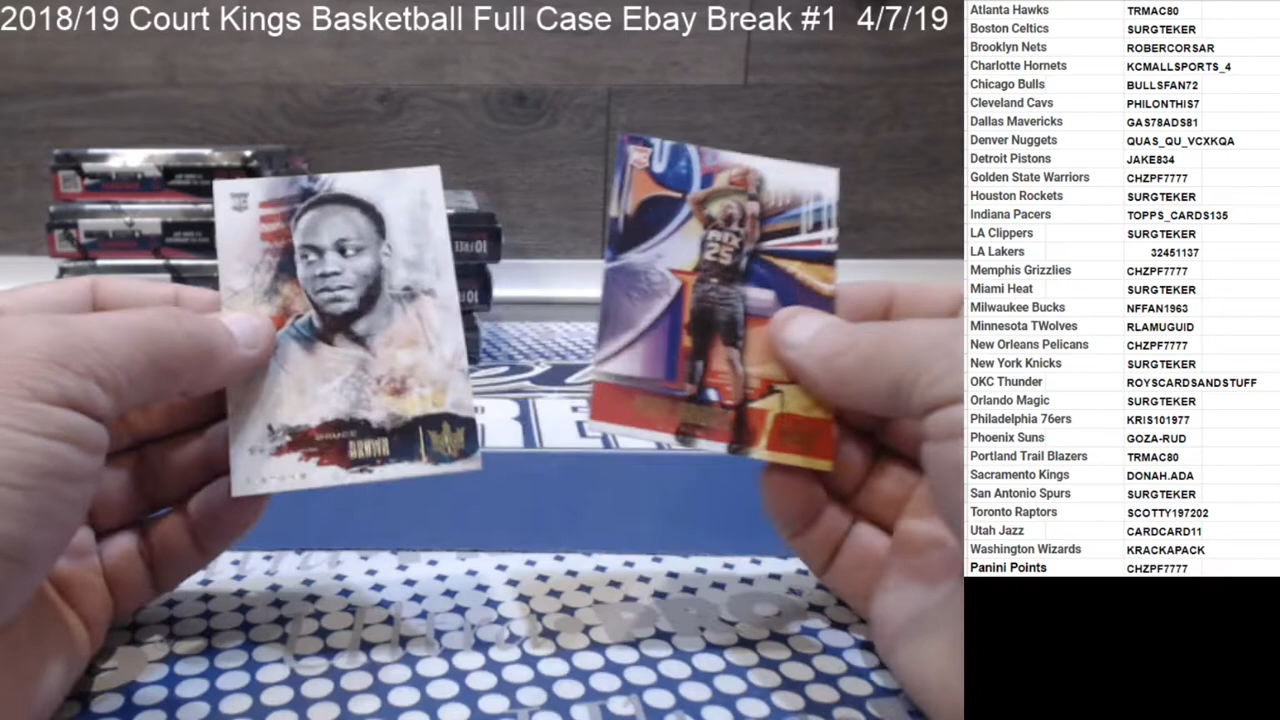 2018/19 Court Kings Basketball Full Case Ebay Break #1 4/7/19
Atlanta Hawks TRMAC80
Boston Celtics SURGTEKER
Brooklyn Nets ROBERCORSAR
Charlotte Hornets KCMALLSPORTS_4
Chicago Bulls BULLSFAN72
Cleveland Cavs PHILONTHIS7
Dallas Mavericks GAS78ADS81
Denver Nuggets QUAS_QU_VCXKQA
Detroit Pistons JAKE834
Golden State Warriors CHZPF7777
Houston Rockets SURGTEKER
Indiana Pacers TOPPS_CARDS135
LA Clippers SURGTEKER
LA Lakers 32451137
Memphis Grizzlies CHZPF7777
Miami Heat SURGTEKER
Milwaukee Bucks NFFAN1963
Minnesota TWolves RLAMUGUID
New Orleans Pelicans CHZPF7777
New York Knicks SURGTEKER
OKC Thunder ROYSCARDSANDSTUFF
Orlando Magic SURGTEKER
Philadelphia 76ers KRIS101977
Phoenix Suns GOZA-RUD
Portland Trail Blazers TRMAC80
Sacramento Kings DONAH.ADA
San Antonio Spurs SURGTEKER
Toronto Raptors SCOTTY197202
Utah Jazz CARDCARD11
Washington Wizards KRACKAPACK
Panini Points CHZPF7777
BRUCE
BROWN
25